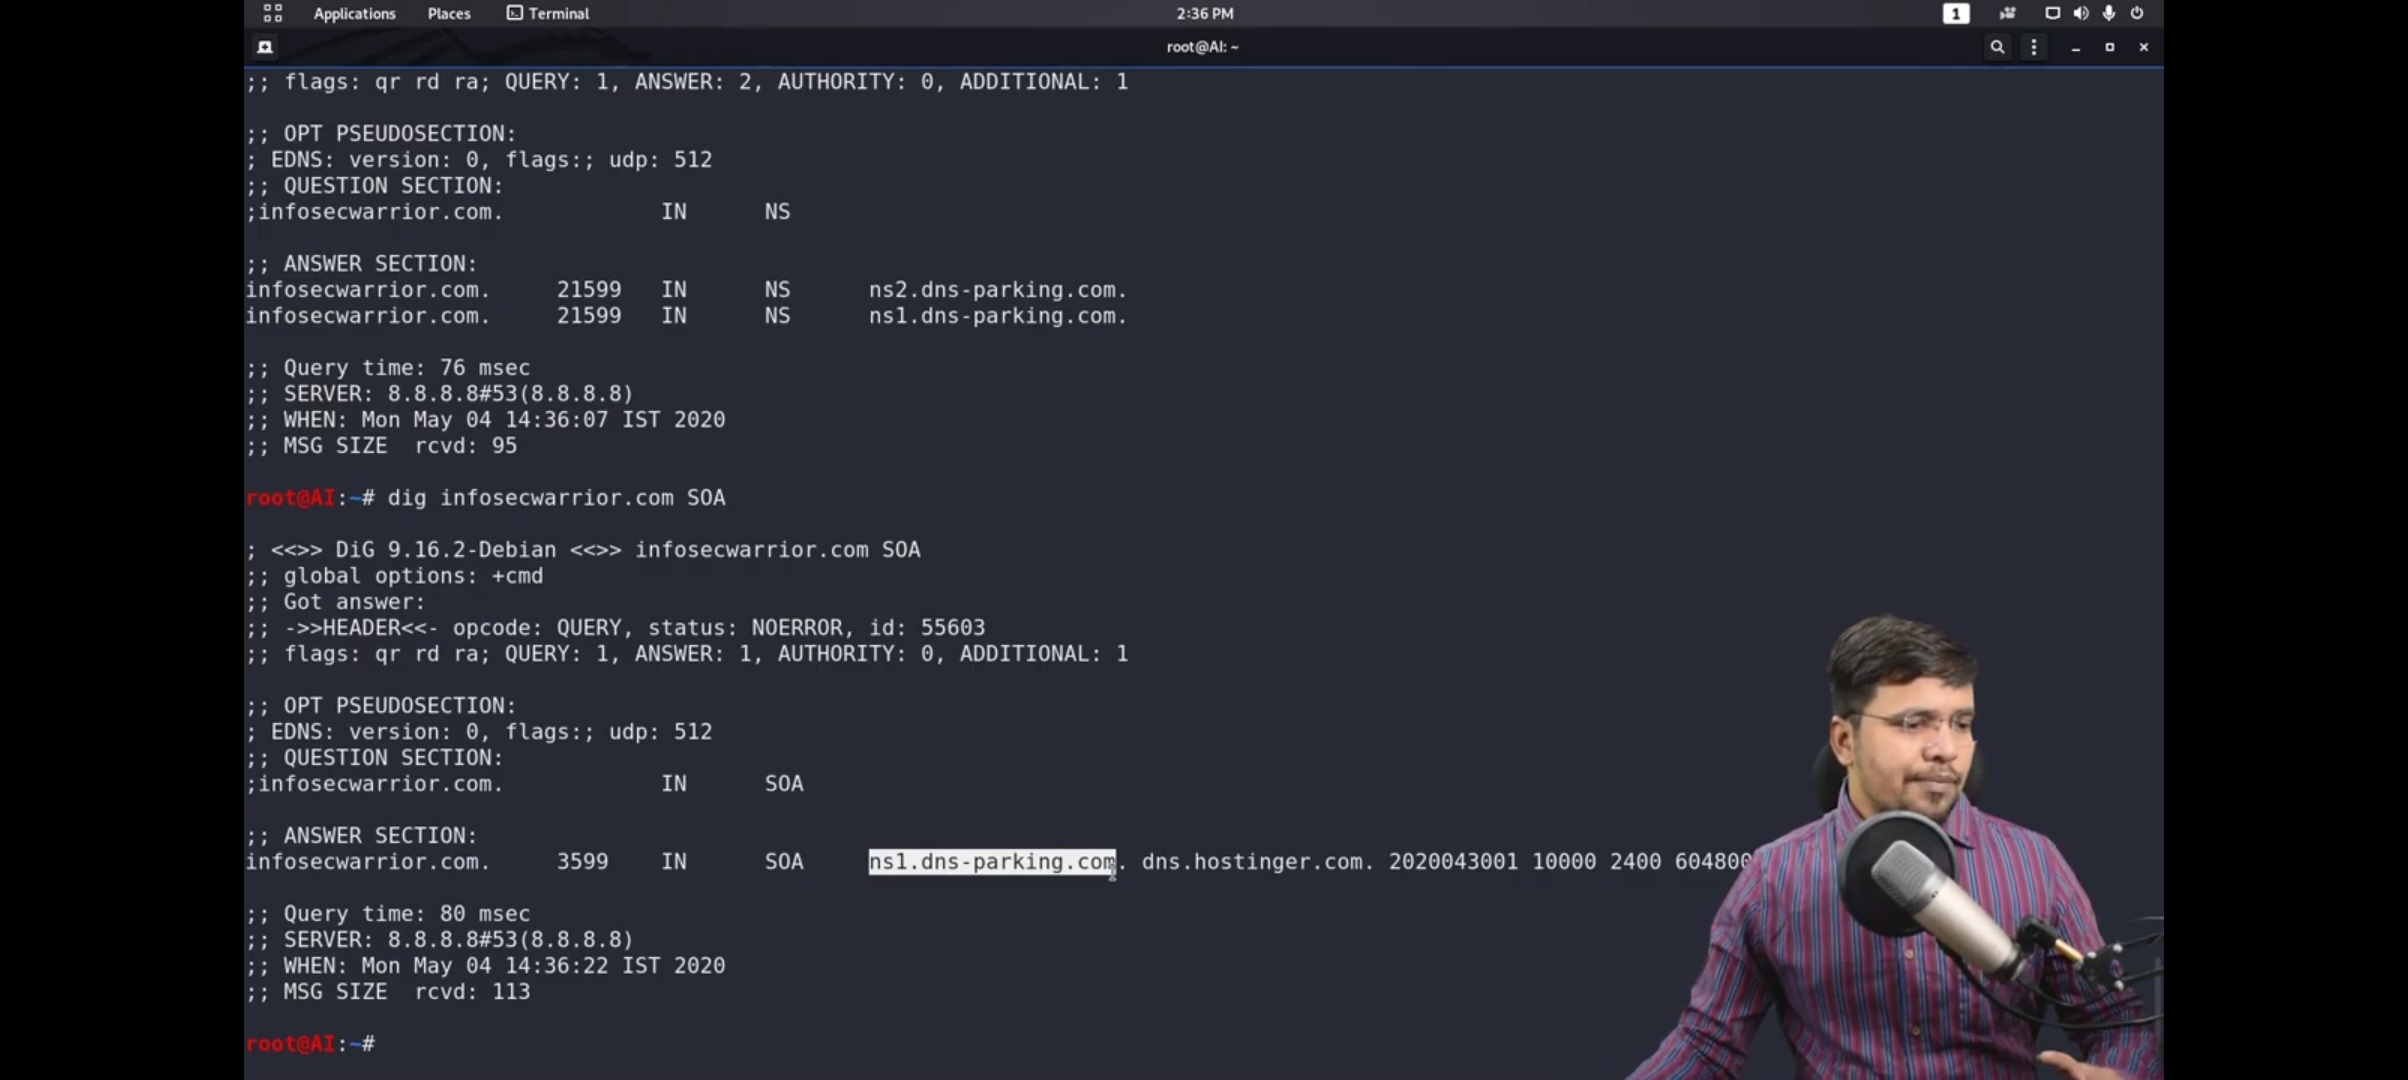 Applications Places Terminal 2:36 PM 1
root@AI: ~
;; flags: qr rd ra; QUERY: 1, ANSWER: 2, AUTHORITY: 0, ADDITIONAL: 1
;; OPT PSEUDOSECTION:
; EDNS: version: 0, flags:; udp: 512
;; QUESTION SECTION:
;infosecwarrior.com. IN NS
;; ANSWER SECTION:
infosecwarrior.com. 21599 IN NS ns2.dns-parking.com.
infosecwarrior.com. 21599 IN NS ns1.dns-parking.com.
;; Query time: 76 msec
;; SERVER: 8.8.8.8#53(8.8.8.8)
;; WHEN: Mon May 04 14:36:07 IST 2020
;; MSG SIZE rcvd: 95
root@AI:~# dig infosecwarrior.com SOA
; <<>> DiG 9.16.2-Debian <<>> infosecwarrior.com SOA
;; global options: +cmd
;; Got answer:
;; ->>HEADER<<- opcode: QUERY, status: NOERROR, id: 55603
;; flags: qr rd ra; QUERY: 1, ANSWER: 1, AUTHORITY: 0, ADDITIONAL: 1
;; OPT PSEUDOSECTION:
; EDNS: version: 0, flags:; udp: 512
;; QUESTION SECTION:
;infosecwarrior.com. IN SOA
;; ANSWER SECTION:
infosecwarrior.com. 3599 IN SOA ns1.dns-parking.com. dns.hostinger.com. 2020043001 10000 2400 604800
;; Query time: 80 msec
;; SERVER: 8.8.8.8#53(8.8.8.8)
;; WHEN: Mon May 04 14:36:22 IST 2020
;; MSG SIZE rcvd: 113
root@AI:~#